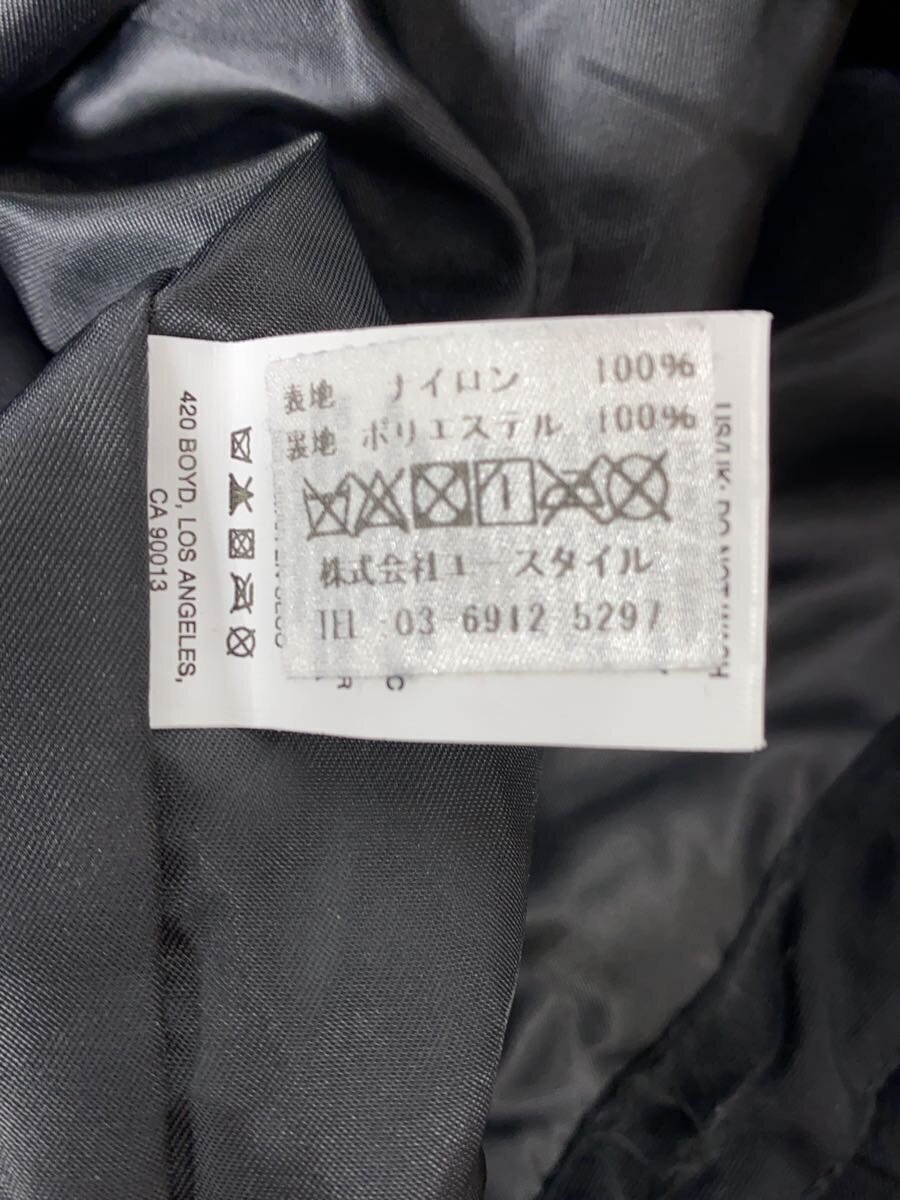 表地 ナイロン 100%
裏地 ポリエステル 100%
株式会社エースタイル
TEL 03-6912 5297
420 BOYD, LOS ANGELES,
CA 90013